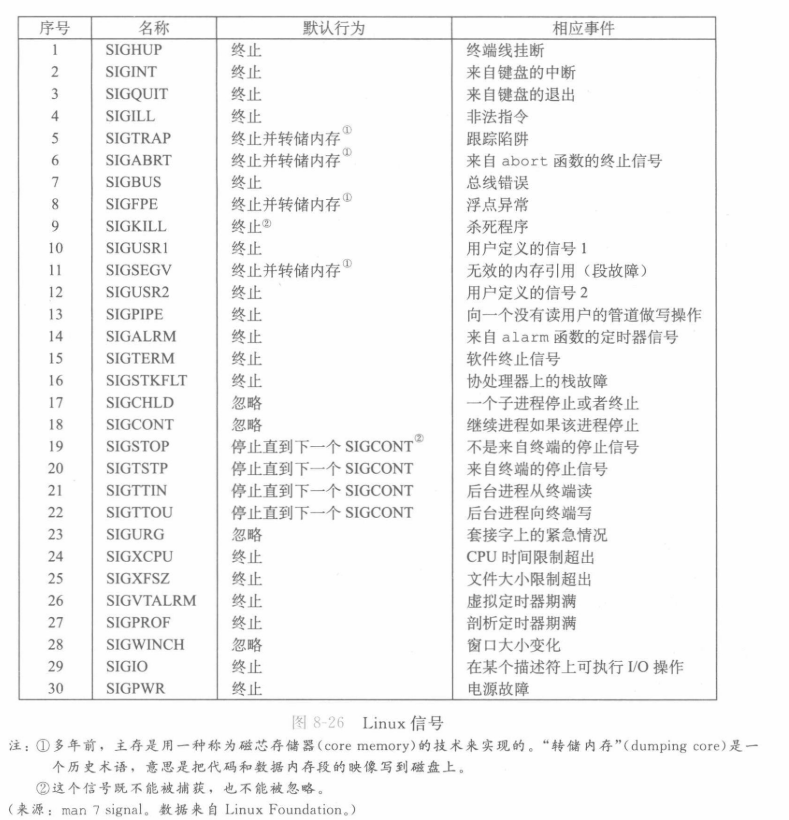 序号 名称 默认行为 相应事件
1 SIGHUP 终止 终端线挂断
2 SIGINT 终止 来自键盘的中断
3 SIGQUIT 终止 来自键盘的退出
4 SIGILL 终止 非法指令
5 SIGTRAP 终止并转储内存① 跟踪陷阱
6 SIGABRT 终止并转储内存① 来自 abort 函数的终止信号
7 SIGBUS 终止 总线错误
8 SIGFPE 终止并转储内存① 浮点异常
9 SIGKILL 终止② 杀死程序
10 SIGUSR1 终止 用户定义的信号 1
11 SIGSEGV 终止并转储内存① 无效的内存引用（段故障）
12 SIGUSR2 终止 用户定义的信号 2
13 SIGPIPE 终止 向一个没有读用户的管道做写操作
14 SIGALRM 终止 来自 alarm 函数的定时器信号
15 SIGTERM 终止 软件终止信号
16 SIGSTKFLT 终止 协处理器上的栈故障
17 SIGCHLD 忽略 一个子进程停止或者终止
18 SIGCONT 忽略 继续进程如果该进程停止
19 SIGSTOP 停止直到下一个 SIGCONT② 不是来自终端的停止信号
20 SIGTSTP 停止直到下一个 SIGCONT 来自终端的停止信号
21 SIGTTIN 停止直到下一个 SIGCONT 后台进程从终端读
22 SIGTTOU 停止直到下一个 SIGCONT 后台进程向终端写
23 SIGURG 忽略 套接字上的紧急情况
24 SIGXCPU 终止 CPU 时间限制超出
25 SIGXFSZ 终止 文件大小限制超出
26 SIGVTALRM 终止 虚拟定时器期满
27 SIGPROF 终止 剖析定时器期满
28 SIGWINCH 忽略 窗口大小变化
29 SIGIO 终止 在某个描述符上可执行 I/O 操作
30 SIGPWR 终止 电源故障
图 8-26 Linux 信号
注：①多年前，主存是用一种称为磁芯存储器(core memory)的技术来实现的。“转储内存”(dumping core)是一
个历史术语，意思是把代码和数据内存段的映像写到磁盘上。
②这个信号既不能被捕获，也不能被忽略。
（来源：man 7 signal。数据来自 Linux Foundation。）